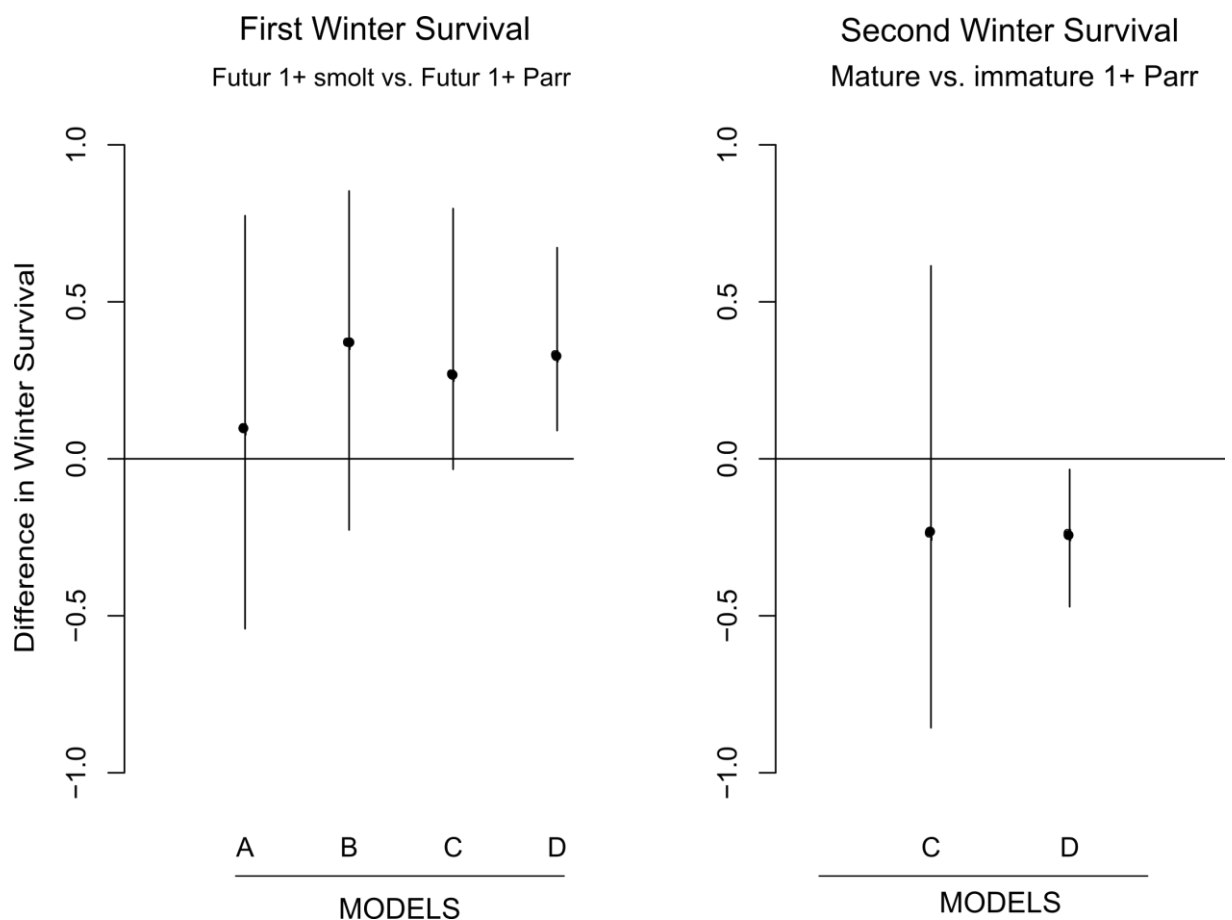 First Winter Survival
Futur 1+ smolt vs. Futur 1+ Parr
Difference in Winter Survival
1.0
0.5
0.0
−0.5
−1.0
A B C D
MODELS
Second Winter Survival
Mature vs. immature 1+ Parr
1.0
0.5
0.0
−0.5
−1.0
C D
MODELS